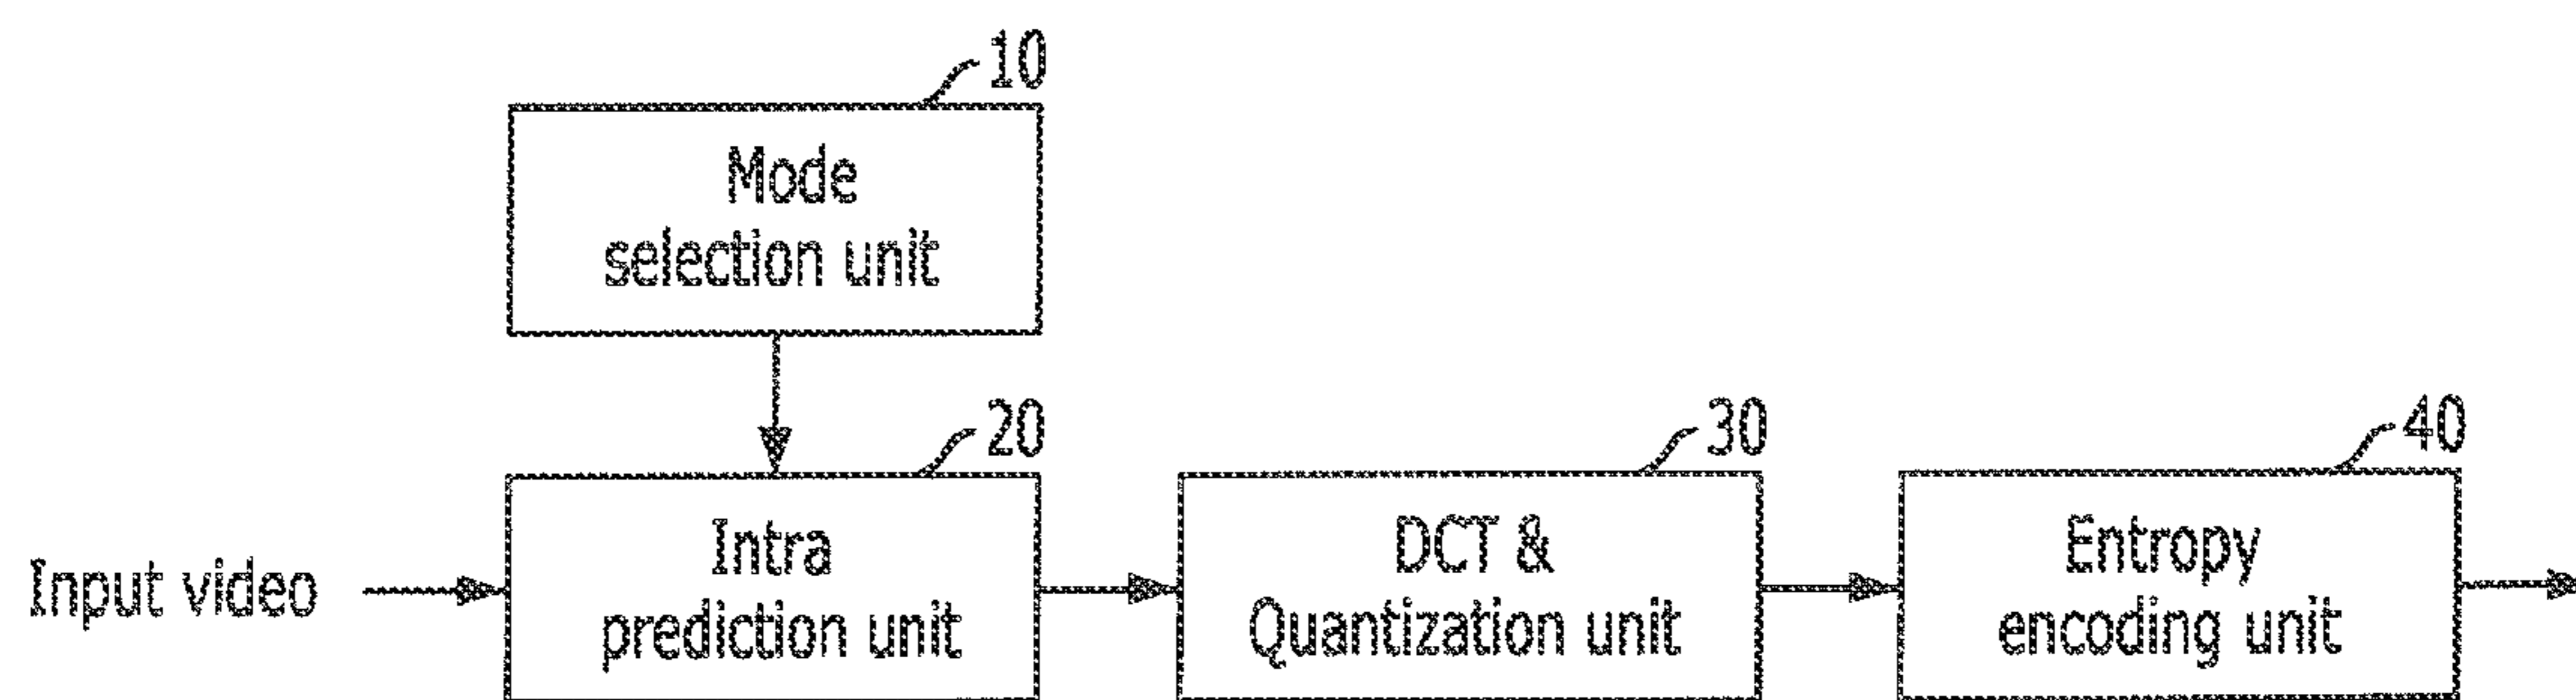 10
Mode
selection unit
20
30
40
Input video
Intra
prediction unit
DCT &
Quantization unit
Entropy
encoding unit